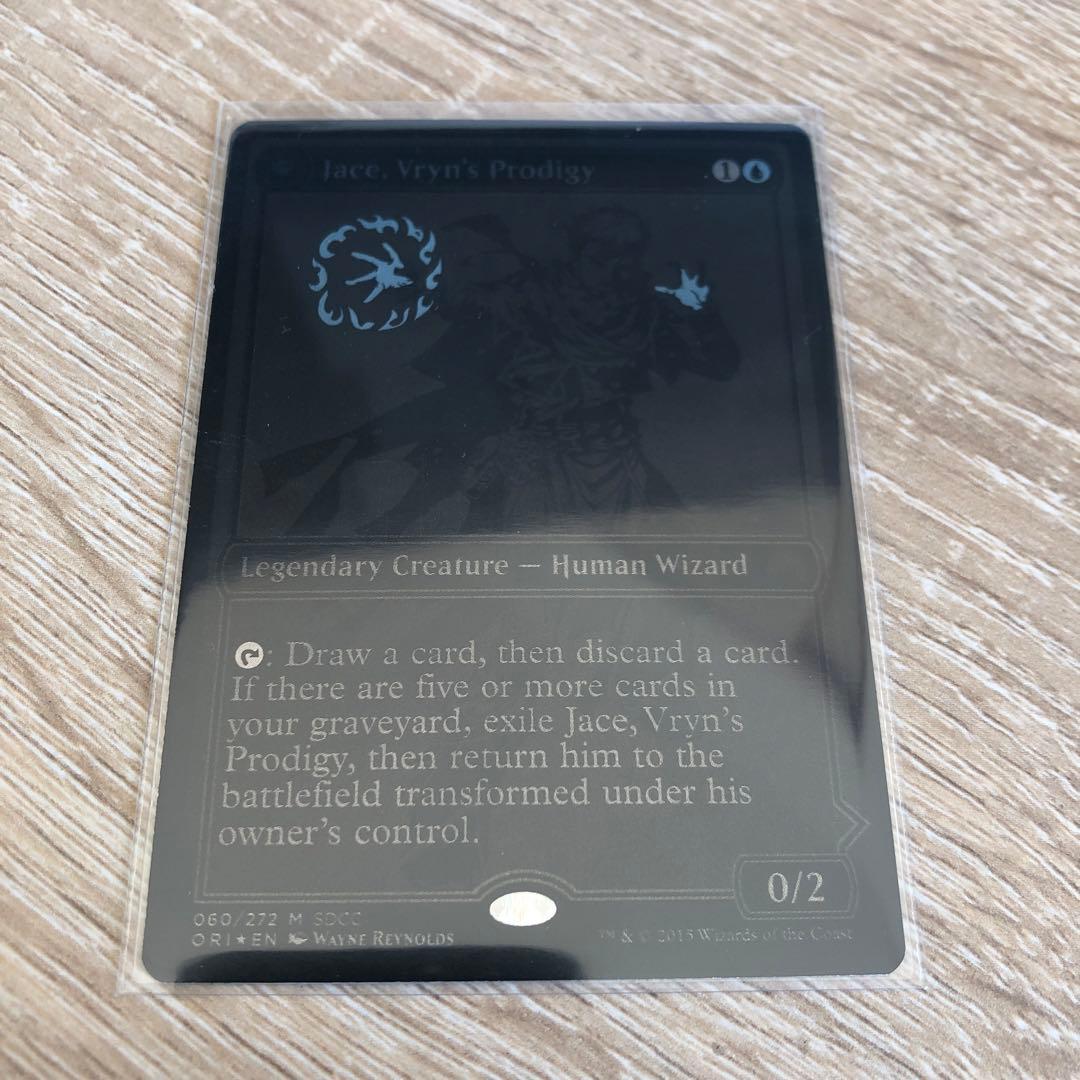 Jace, Vryn's Prodigy 1
Legendary Creature — Human Wizard
: Draw a card, then discard a card.
If there are five or more cards in
your graveyard, exile Jace, Vryn's
Prodigy, then return him to the
battlefield transformed under his
owner's control.
0/2
060/272 M SDCC
ORI★EN WAYNE REYNOLDS
™ & © 2015 Wizards of the Coast